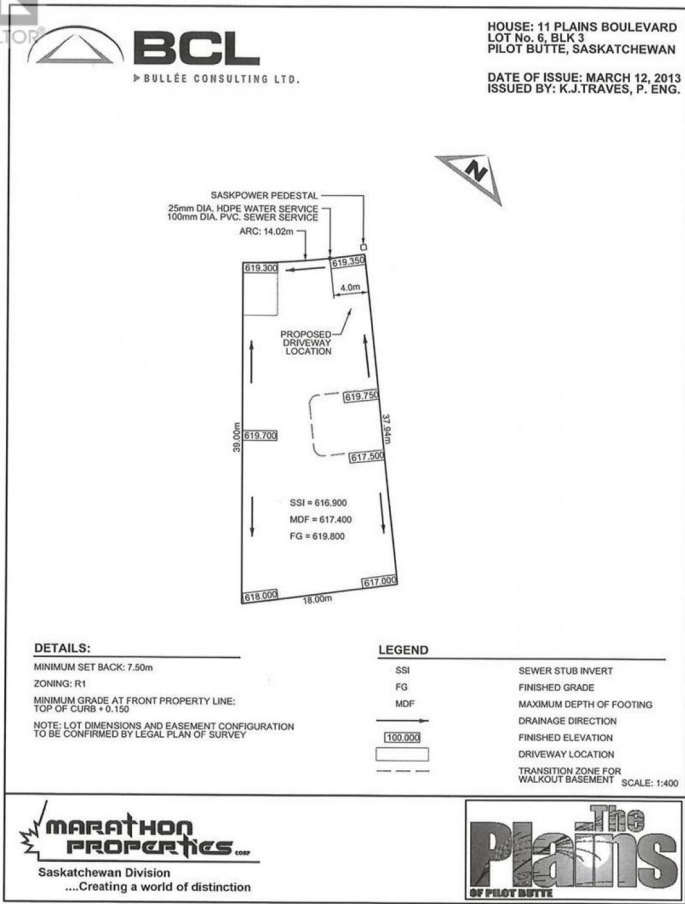 BCL
BULLÉE CONSULTING LTD.
HOUSE: 11 PLAINS BOULEVARD
LOT No. 6, BLK 3
PILOT BUTTE, SASKATCHEWAN
DATE OF ISSUE: MARCH 12, 2013
ISSUED BY: K.J.TRAVES, P. ENG.
N
SASKPOWER PEDESTAL
25mm DIA. HDPE WATER SERVICE
100mm DIA. PVC. SEWER SERVICE
ARC: 14.02m
619.300
619.350
4.0m
PROPOSED
DRIVEWAY
LOCATION
619.750
39.00m
619.700
37.94m
617.500
SSI = 616.900
MDF = 617.400
FG = 619.800
618.000
617.000
18.00m
DETAILS:
MINIMUM SET BACK: 7.50m
ZONING: R1
MINIMUM GRADE AT FRONT PROPERTY LINE:
TOP OF CURB + 0.150
NOTE: LOT DIMENSIONS AND EASEMENT CONFIGURATION
TO BE CONFIRMED BY LEGAL PLAN OF SURVEY
LEGEND
SSI SEWER STUB INVERT
FG FINISHED GRADE
MDF MAXIMUM DEPTH OF FOOTING
DRAINAGE DIRECTION
100.000 FINISHED ELEVATION
DRIVEWAY LOCATION
TRANSITION ZONE FOR
WALKOUT BASEMENT
SCALE: 1:400
MARATHON
PROPERTIES CORP
Saskatchewan Division
....Creating a world of distinction
The
Plains
OF PILOT BUTTE